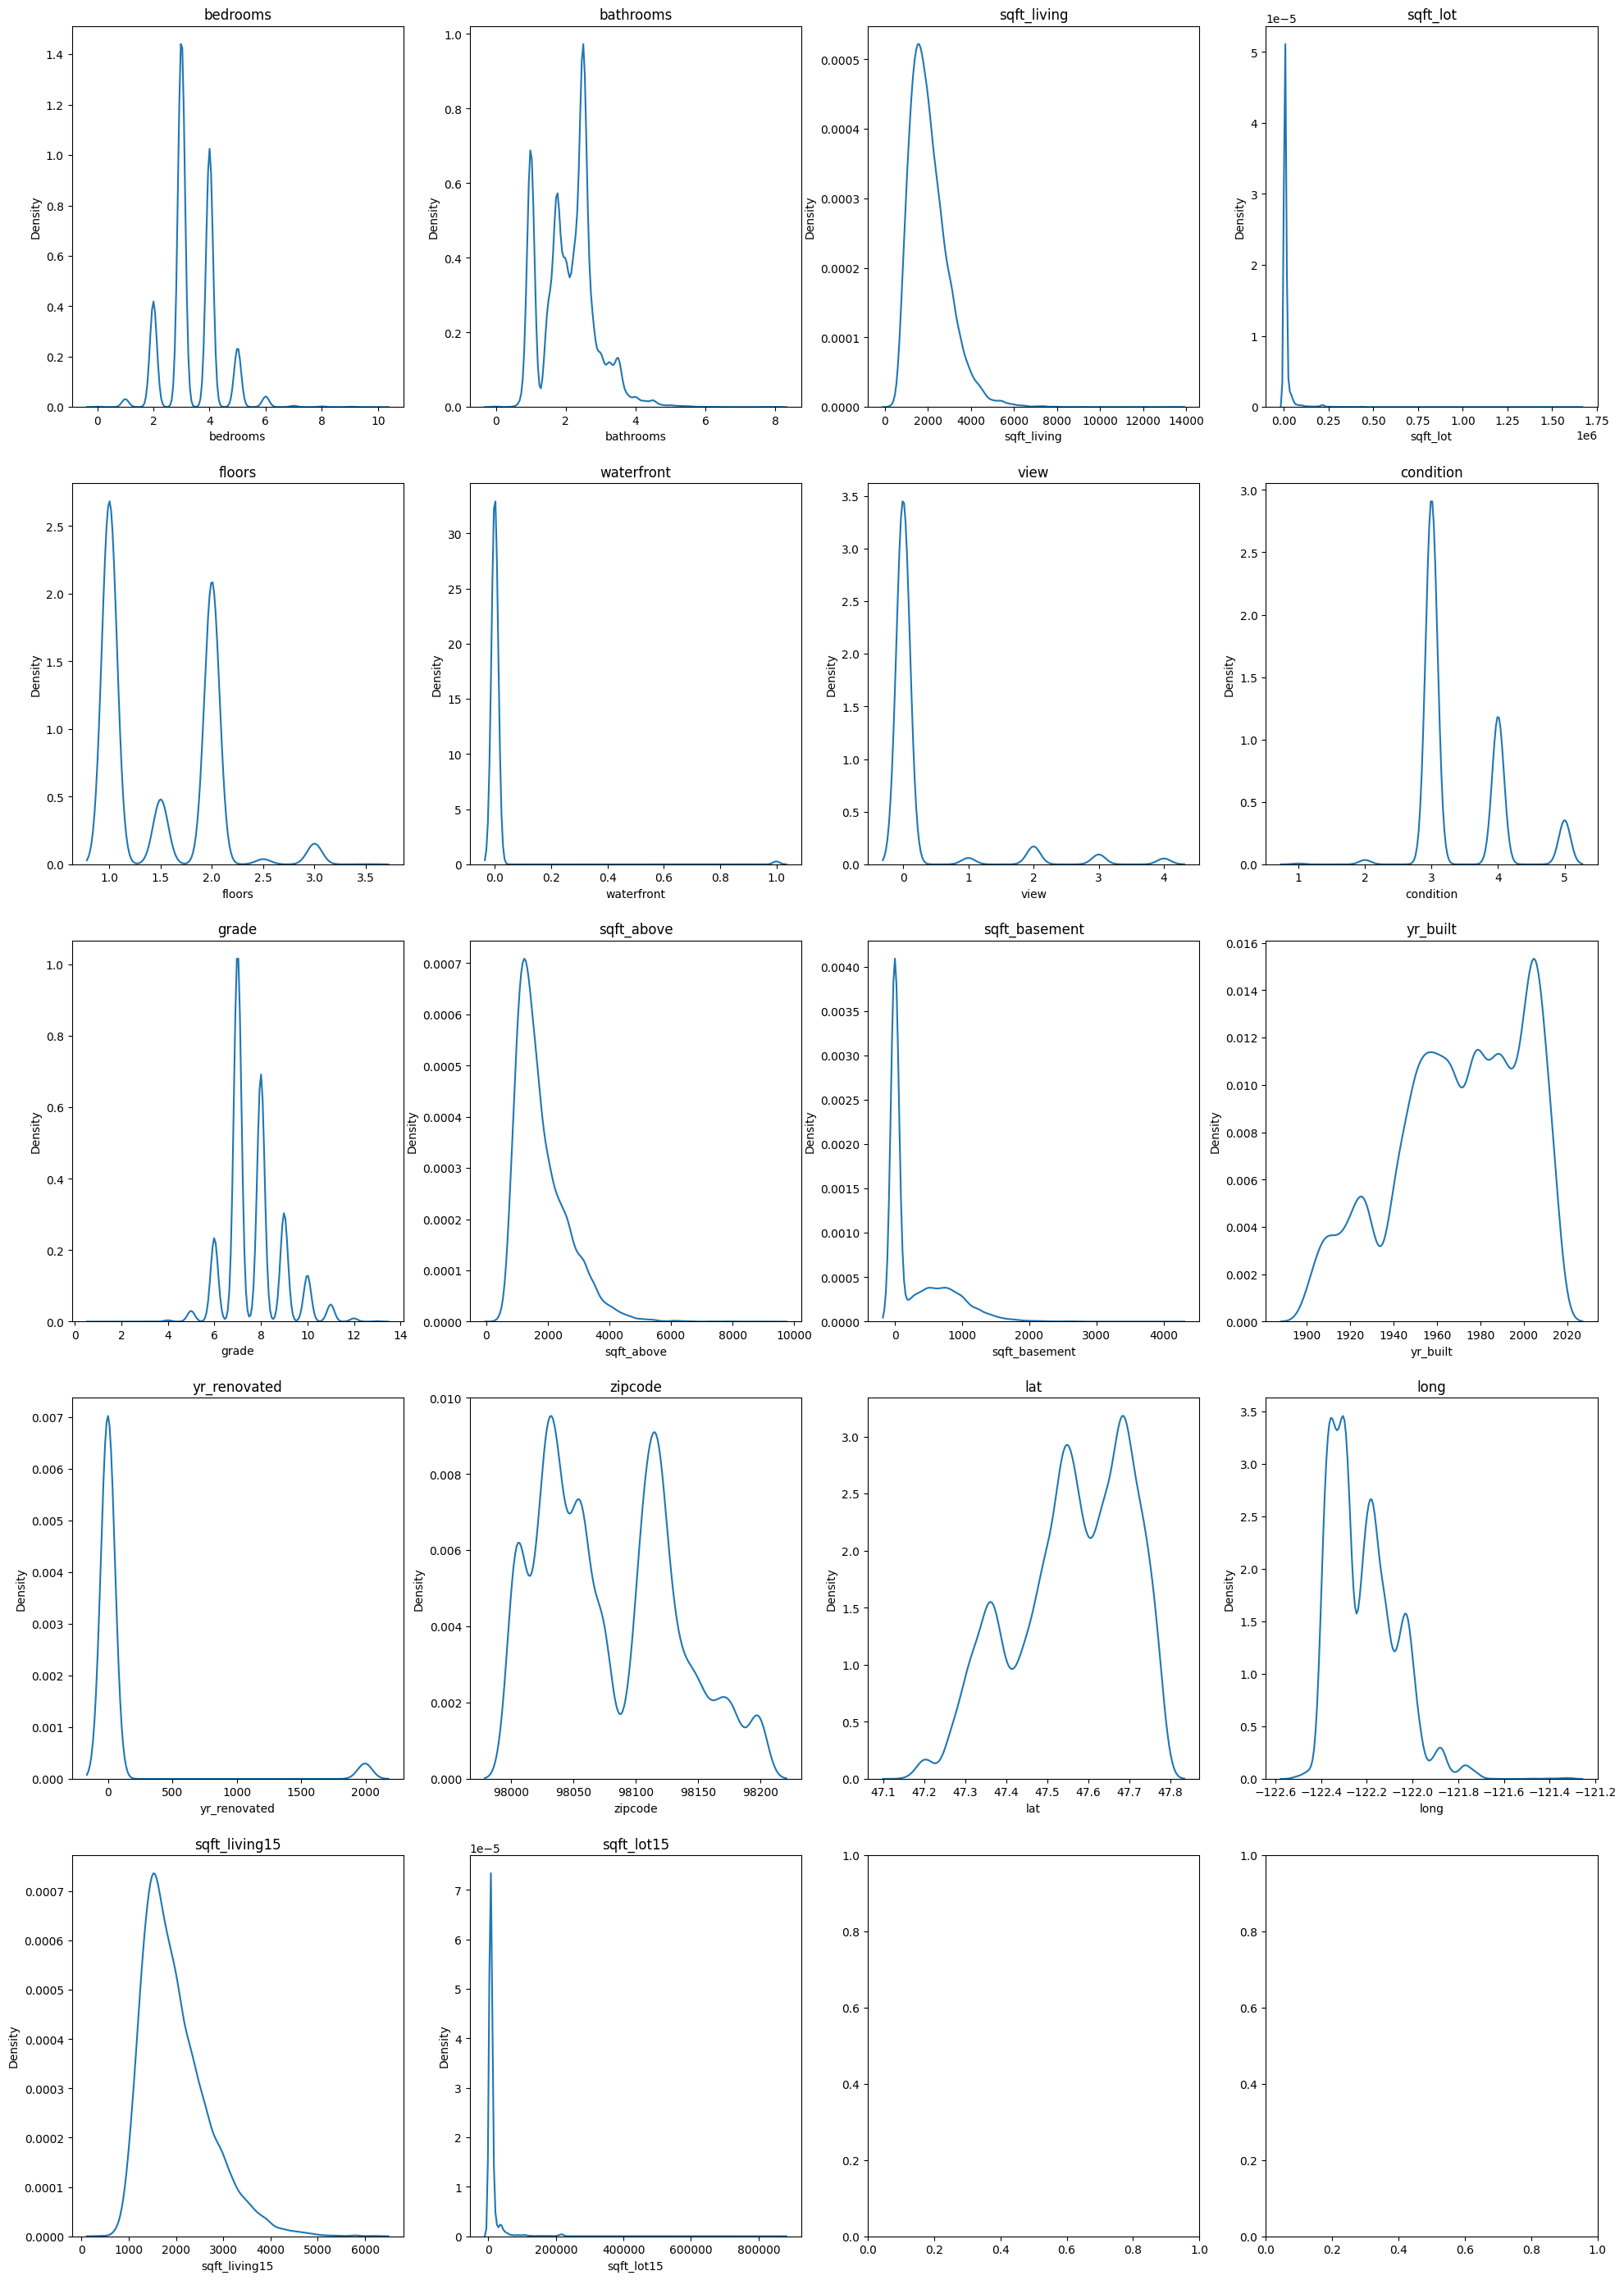 bedrooms
Density
1.4
1.2
1.0
0.8
0.6
0.4
0.2
0.0
0 2 4 6 8 10
bedrooms
bathrooms
Density
1.0
0.8
0.6
0.4
0.2
0.0
0 2 4 6 8
bathrooms
sqft_living
Density
0.0005
0.0004
0.0003
0.0002
0.0001
0.0000
0 2000 4000 6000 8000 10000 12000 14000
sqft_living
sqft_lot
1e−5
Density
5
4
3
2
1
0
0.00 0.25 0.50 0.75 1.00 1.25 1.50 1.75
1e6
sqft_lot
floors
Density
2.5
2.0
1.5
1.0
0.5
0.0
1.0 1.5 2.0 2.5 3.0 3.5
floors
waterfront
Density
30
25
20
15
10
5
0
0.0 0.2 0.4 0.6 0.8 1.0
waterfront
view
Density
3.5
3.0
2.5
2.0
1.5
1.0
0.5
0.0
0 1 2 3 4
view
condition
Density
3.0
2.5
2.0
1.5
1.0
0.5
0.0
1 2 3 4 5
condition
grade
Density
1.0
0.8
0.6
0.4
0.2
0.0
0 2 4 6 8 10 12 14
grade
sqft_above
Density
0.0007
0.0006
0.0005
0.0004
0.0003
0.0002
0.0001
0.0000
0 2000 4000 6000 8000 10000
sqft_above
sqft_basement
Density
0.0040
0.0035
0.0030
0.0025
0.0020
0.0015
0.0010
0.0005
0.0000
0 1000 2000 3000 4000
sqft_basement
yr_built
Density
0.016
0.014
0.012
0.010
0.008
0.006
0.004
0.002
0.000
1900 1920 1940 1960 1980 2000 2020
yr_built
yr_renovated
Density
0.007
0.006
0.005
0.004
0.003
0.002
0.001
0.000
0 500 1000 1500 2000
yr_renovated
zipcode
Density
0.010
0.008
0.006
0.004
0.002
0.000
98000 98050 98100 98150 98200
zipcode
lat
Density
3.0
2.5
2.0
1.5
1.0
0.5
0.0
47.1 47.2 47.3 47.4 47.5 47.6 47.7 47.8
lat
long
Density
3.5
3.0
2.5
2.0
1.5
1.0
0.5
0.0
−122.6 −122.4 −122.2 −122.0 −121.8 −121.6 −121.4 −121.2
long
sqft_living15
Density
0.0007
0.0006
0.0005
0.0004
0.0003
0.0002
0.0001
0.0000
0 1000 2000 3000 4000 5000 6000
sqft_living15
sqft_lot15
1e−5
Density
7
6
5
4
3
2
1
0
0 200000 400000 600000 800000
sqft_lot15
1.0
0.8
0.6
0.4
0.2
0.0
0.0 0.2 0.4 0.6 0.8 1.0
1.0
0.8
0.6
0.4
0.2
0.0
0.0 0.2 0.4 0.6 0.8 1.0